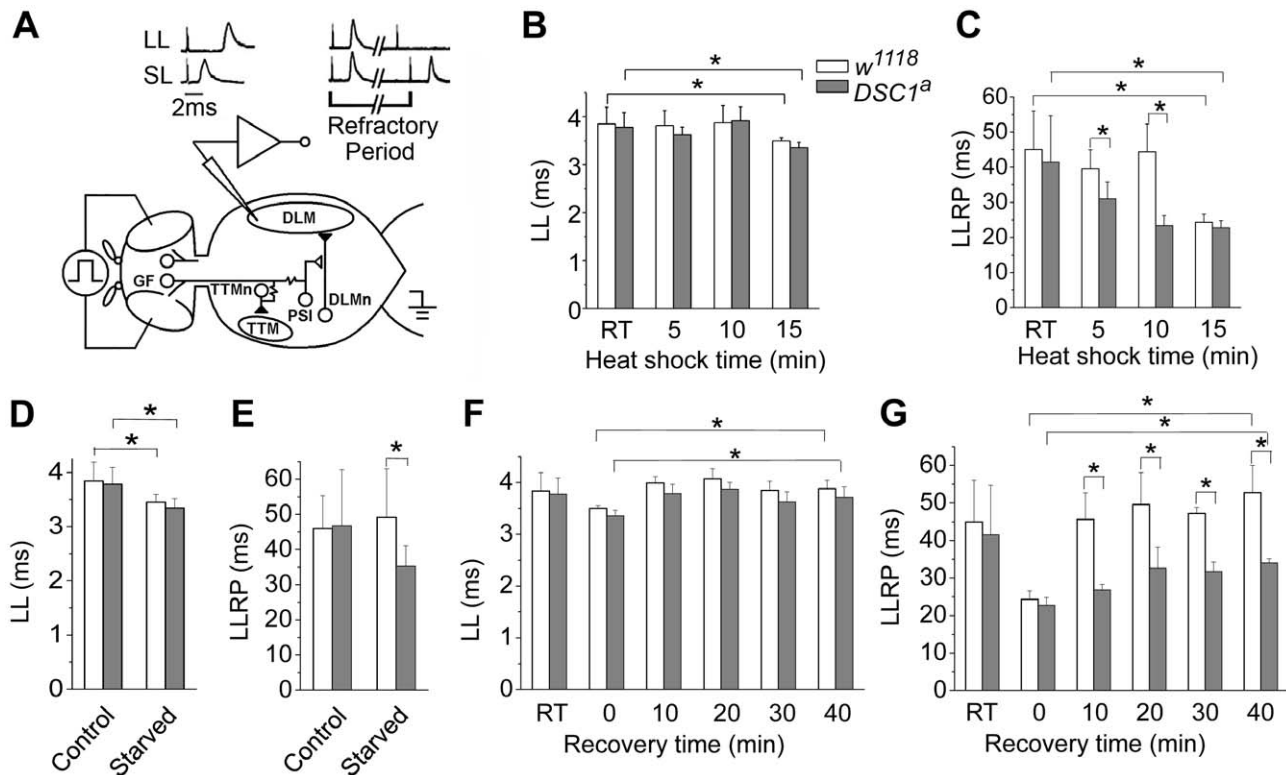 A
LL
SL
2ms
Refractory
Period
DLM
GF
TTMn
PSI
DLMn
TTM
B
* 
*
w1118
DSC1a
LL (ms)
4
3
2
1
0
RT 5 10 15
Heat shock time (min)
C
*
*
* *
LLRP (ms)
60
50
40
30
20
10
0
RT 5 10 15
Heat shock time (min)
D
*
*
LL (ms)
4
3
2
1
0
Control Starved
E
*
LLRP (ms)
60
50
40
30
20
10
0
Control Starved
F
*
*
LL (ms)
5
4
3
2
1
0
RT 0 10 20 30 40
Recovery time (min)
G
*
*
* * * *
LLRP (ms)
60
50
40
30
20
10
0
RT 0 10 20 30 40
Recovery time (min)